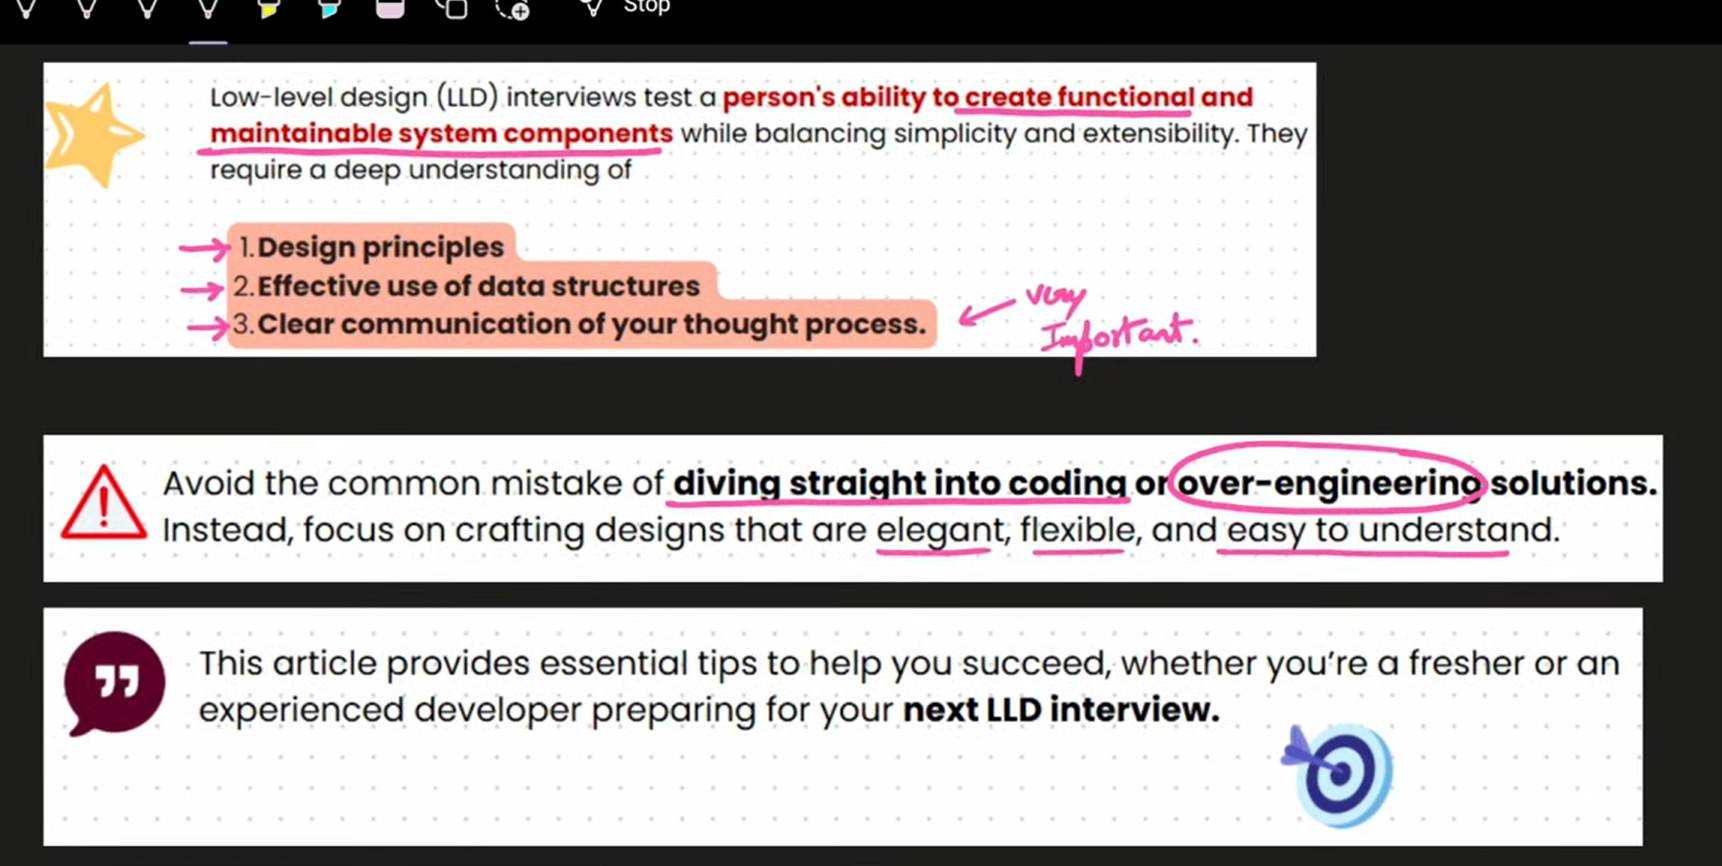 Stop
Low-level design (LLD) interviews test a person's ability to create functional and
maintainable system components while balancing simplicity and extensibility. They
require a deep understanding of
1. Design principles
2. Effective use of data structures
3. Clear communication of your thought process.
very
Important.
Avoid the common mistake of diving straight into coding or over-engineering solutions.
Instead, focus on crafting designs that are elegant, flexible, and easy to understand.
This article provides essential tips to help you succeed, whether you're a fresher or an
experienced developer preparing for your next LLD interview.